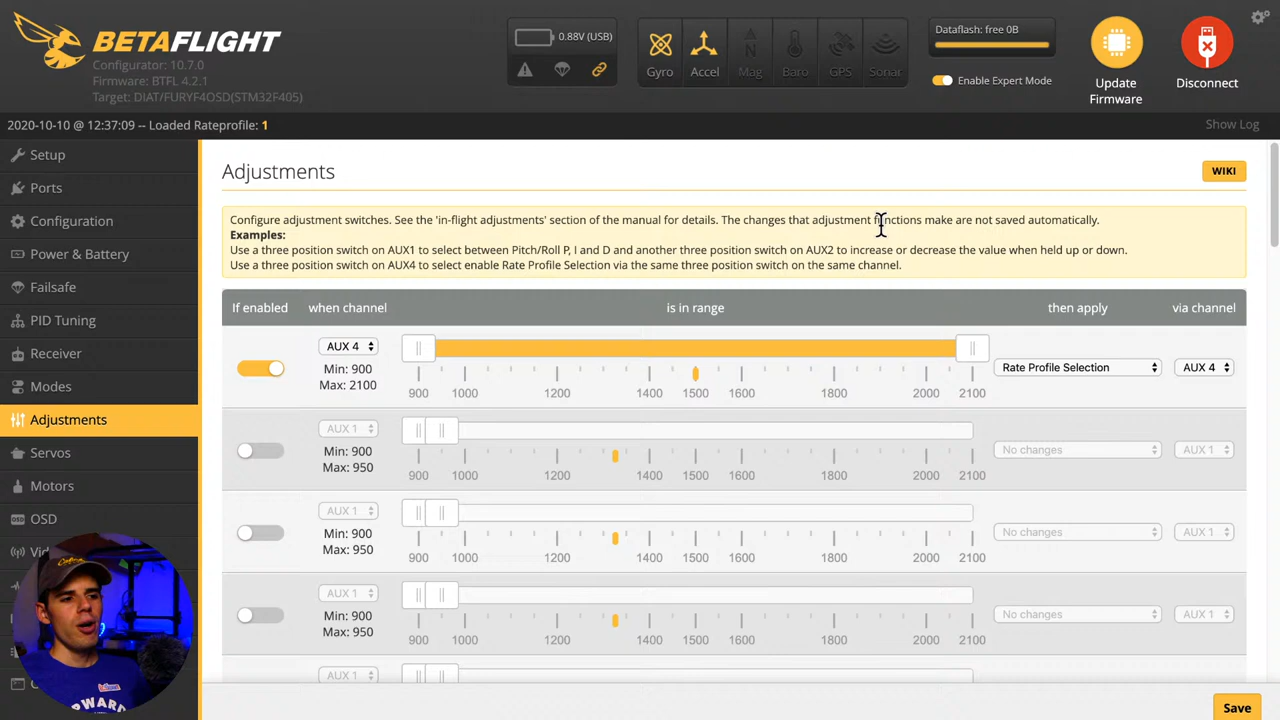 BETAFLIGHT
Configurator: 10.7.0
Firmware: BTFL 4.2.1
Target: DIAT/FURYF4OSD(STM32F405)
0.88V (USB)
Gyro
Accel
Mag
Baro
GPS
Sonar
Dataflash: free 0B
Enable Expert Mode
Update
Firmware
Disconnect
2020-10-10 @ 12:37:09 -- Loaded Rateprofile: 1
Show Log
Setup
Ports
Configuration
Power & Battery
Failsafe
PID Tuning
Receiver
Modes
Adjustments
Servos
Motors
OSD
Adjustments
WIKI
Configure adjustment switches. See the 'in-flight adjustments' section of the manual for details. The changes that adjustment functions make are not saved automatically.
Examples:
Use a three position switch on AUX1 to select between Pitch/Roll P, I and D and another three position switch on AUX2 to increase or decrease the value when held up or down.
Use a three position switch on AUX4 to select enable Rate Profile Selection via the same three position switch on the same channel.
If enabled when channel is in range then apply via channel
AUX 4
Min: 900
Max: 2100
900 1000 1200 1400 1500 1600 1800 2000 2100
Rate Profile Selection
AUX 4
AUX 1
Min: 900
Max: 950
900 1000 1200 1400 1500 1600 1800 2000 2100
No changes
AUX 1
AUX 1
Min: 900
Max: 950
900 1000 1200 1400 1500 1600 1800 2000 2100
No changes
AUX 1
AUX 1
Min: 900
Max: 950
900 1000 1200 1400 1500 1600 1800 2000 2100
No changes
AUX 1
AUX 1
Save